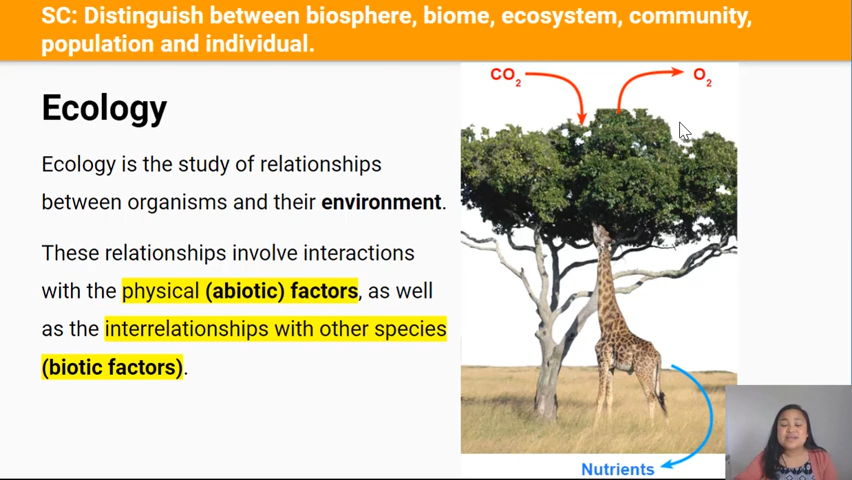 SC: Distinguish between biosphere, biome, ecosystem, community,
population and individual.
Ecology
Ecology is the study of relationships
between organisms and their environment.
These relationships involve interactions
with the physical (abiotic) factors, as well
as the interrelationships with other species
(biotic factors).
CO2
O2
Nutrients